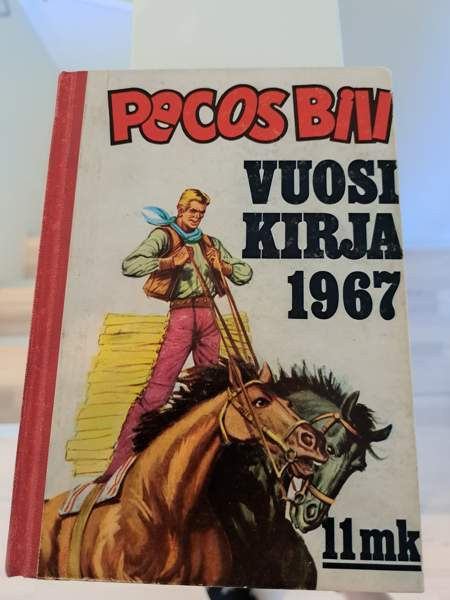 PecOS BiLL
VUOSI
KIRJA
1967
11mk